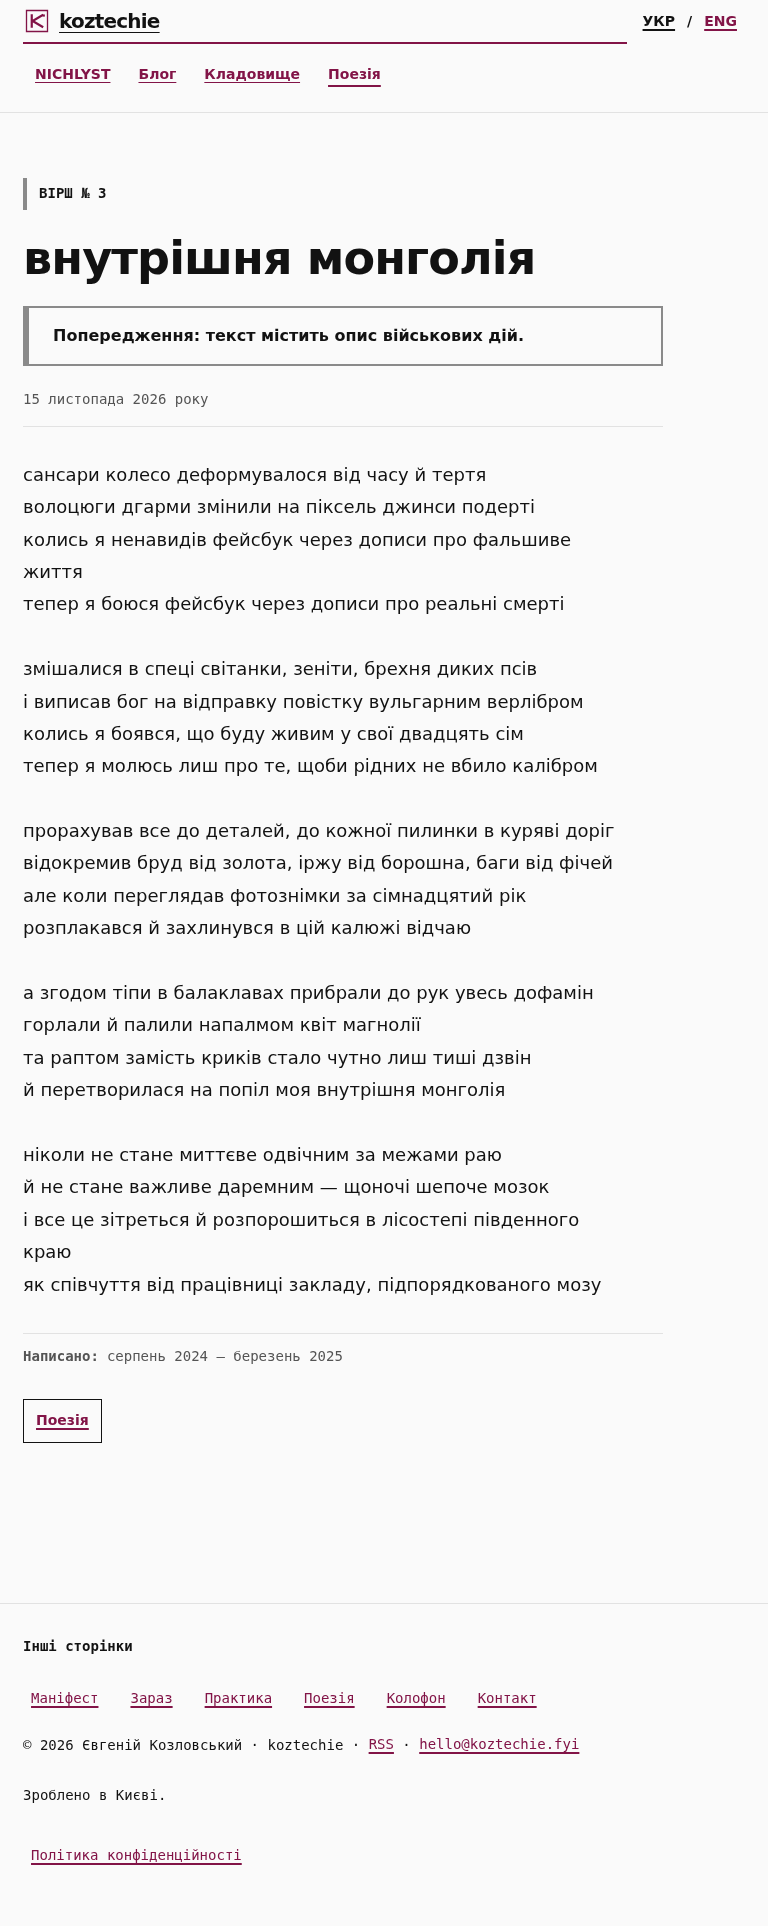 koztechie
УКР / ENG
NICHLYST Блог Кладовище Поезія
ВІРШ № 3
внутрішня монголія
Попередження: текст містить опис військових дій.
15 листопада 2026 року
сансари колесо деформувалося від часу й тертя
волоцюги дгарми змінили на піксель джинси подерті
колись я ненавидів фейсбук через дописи про фальшиве
життя
тепер я боюся фейсбук через дописи про реальні смерті
змішалися в спеці світанки, зеніти, брехня диких псів
і виписав бог на відправку повістку вульгарним верлібром
колись я боявся, що буду живим у свої двадцять сім
тепер я молюсь лиш про те, щоби рідних не вбило калібром
прорахував все до деталей, до кожної пилинки в куряві доріг
відокремив бруд від золота, іржу від борошна, баги від фічей
але коли переглядав фотознімки за сімнадцятий рік
розплакався й захлинувся в цій калюжі відчаю
а згодом тіпи в балаклавах прибрали до рук увесь дофамін
горлали й палили напалмом квіт магнолії
та раптом замість криків стало чутно лиш тиші дзвін
й перетворилася на попіл моя внутрішня монголія
ніколи не стане миттєве одвічним за межами раю
й не стане важливе даремним — щоночі шепоче мозок
і все це зітреться й розпорошиться в лісостепі південного
краю
як співчуття від працівниці закладу, підпорядкованого мозу
Написано: серпень 2024 — березень 2025
Поезія
Інші сторінки
Маніфест Зараз Практика Поезія Колофон Контакт
© 2026 Євгеній Козловський · koztechie · RSS · hello@koztechie.fyi
Зроблено в Києві.
Політика конфіденційності